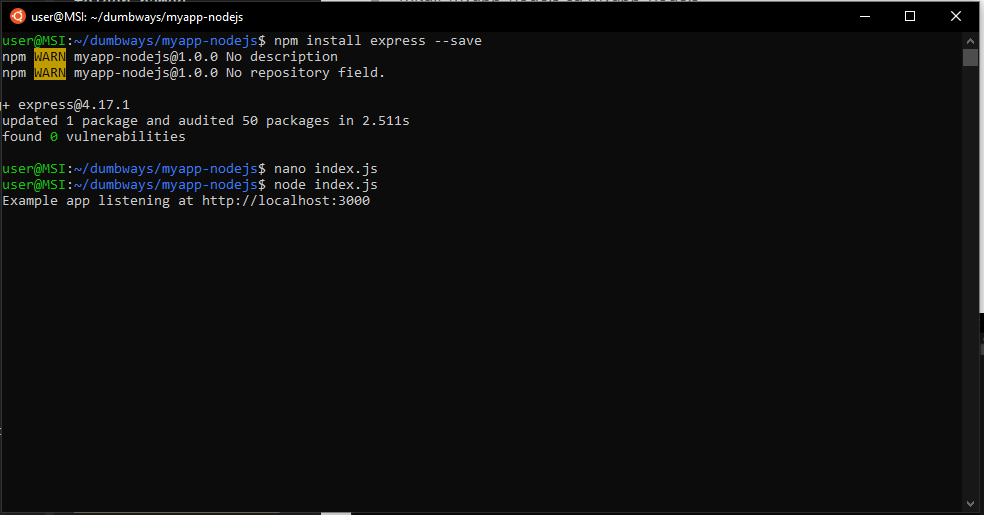 user@MSI: ~/dumbways/myapp-nodejs
user@MSI:~/dumbways/myapp-nodejs$ npm install express --save
npm WARN myapp-nodejs@1.0.0 No description
npm WARN myapp-nodejs@1.0.0 No repository field.
+ express@4.17.1
updated 1 package and audited 50 packages in 2.511s
found 0 vulnerabilities
user@MSI:~/dumbways/myapp-nodejs$ nano index.js
user@MSI:~/dumbways/myapp-nodejs$ node index.js
Example app listening at http://localhost:3000